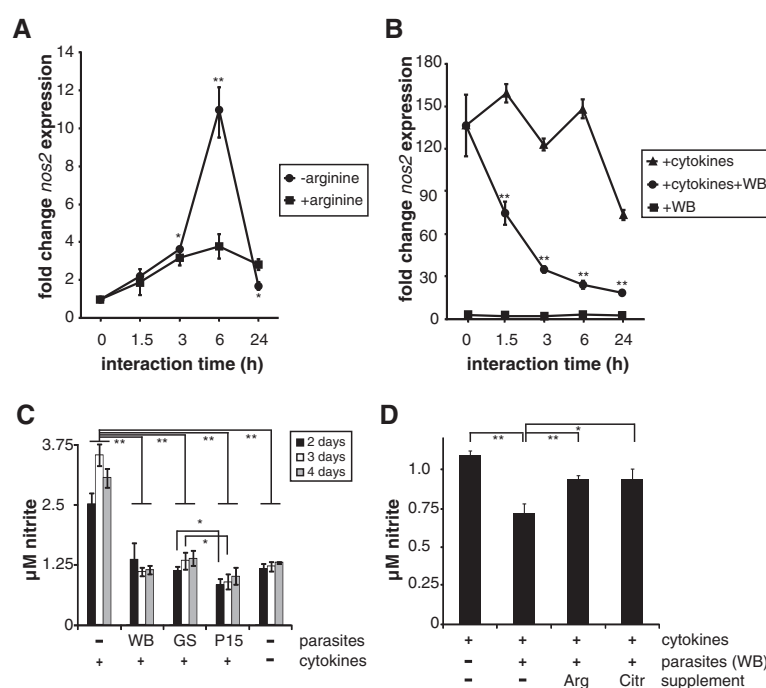 A
fold change nos2 expression
14
12
10
8
6
4
2
0
**
*
*
0 1.5 3 6 24
interaction time (h)
-arginine
+arginine
B
fold change nos2 expression
180
150
120
90
60
30
0
**
**
**
**
0 1.5 3 6 24
interaction time (h)
+cytokines
+cytokines+WB
+WB
C
µM nitrite
3.75
2.5
1.25
0
** ** ** **
*
*
2 days
3 days
4 days
- WB GS P15 - parasites
+ + + + - cytokines
D
µM nitrite
1.0
0.75
0.5
0.25
0
*
** **
+ + + + cytokines
- + + + parasites (WB)
- - Arg Citr supplement